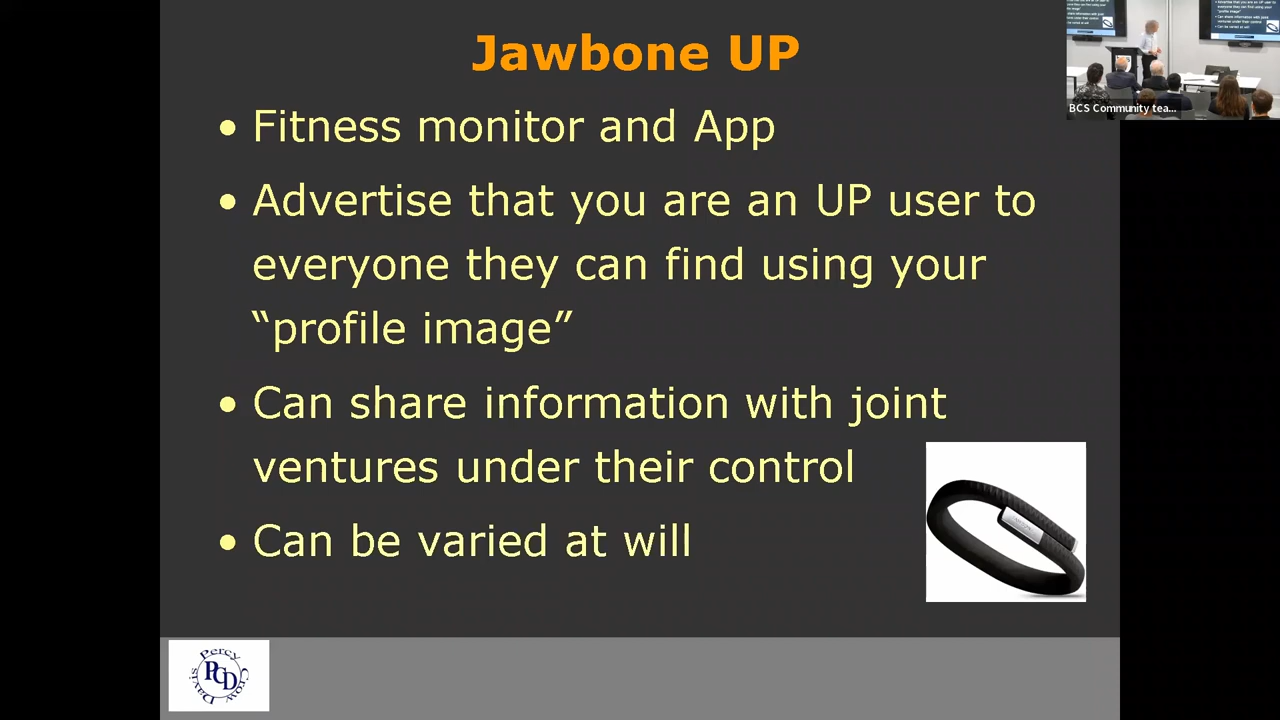 Jawbone UP
• Fitness monitor and App
• Advertise that you are an UP user to
everyone they can find using your
“profile image”
• Can share information with joint
ventures under their control
• Can be varied at will
BCS Community tea...
Percy Crow Davis
PCD